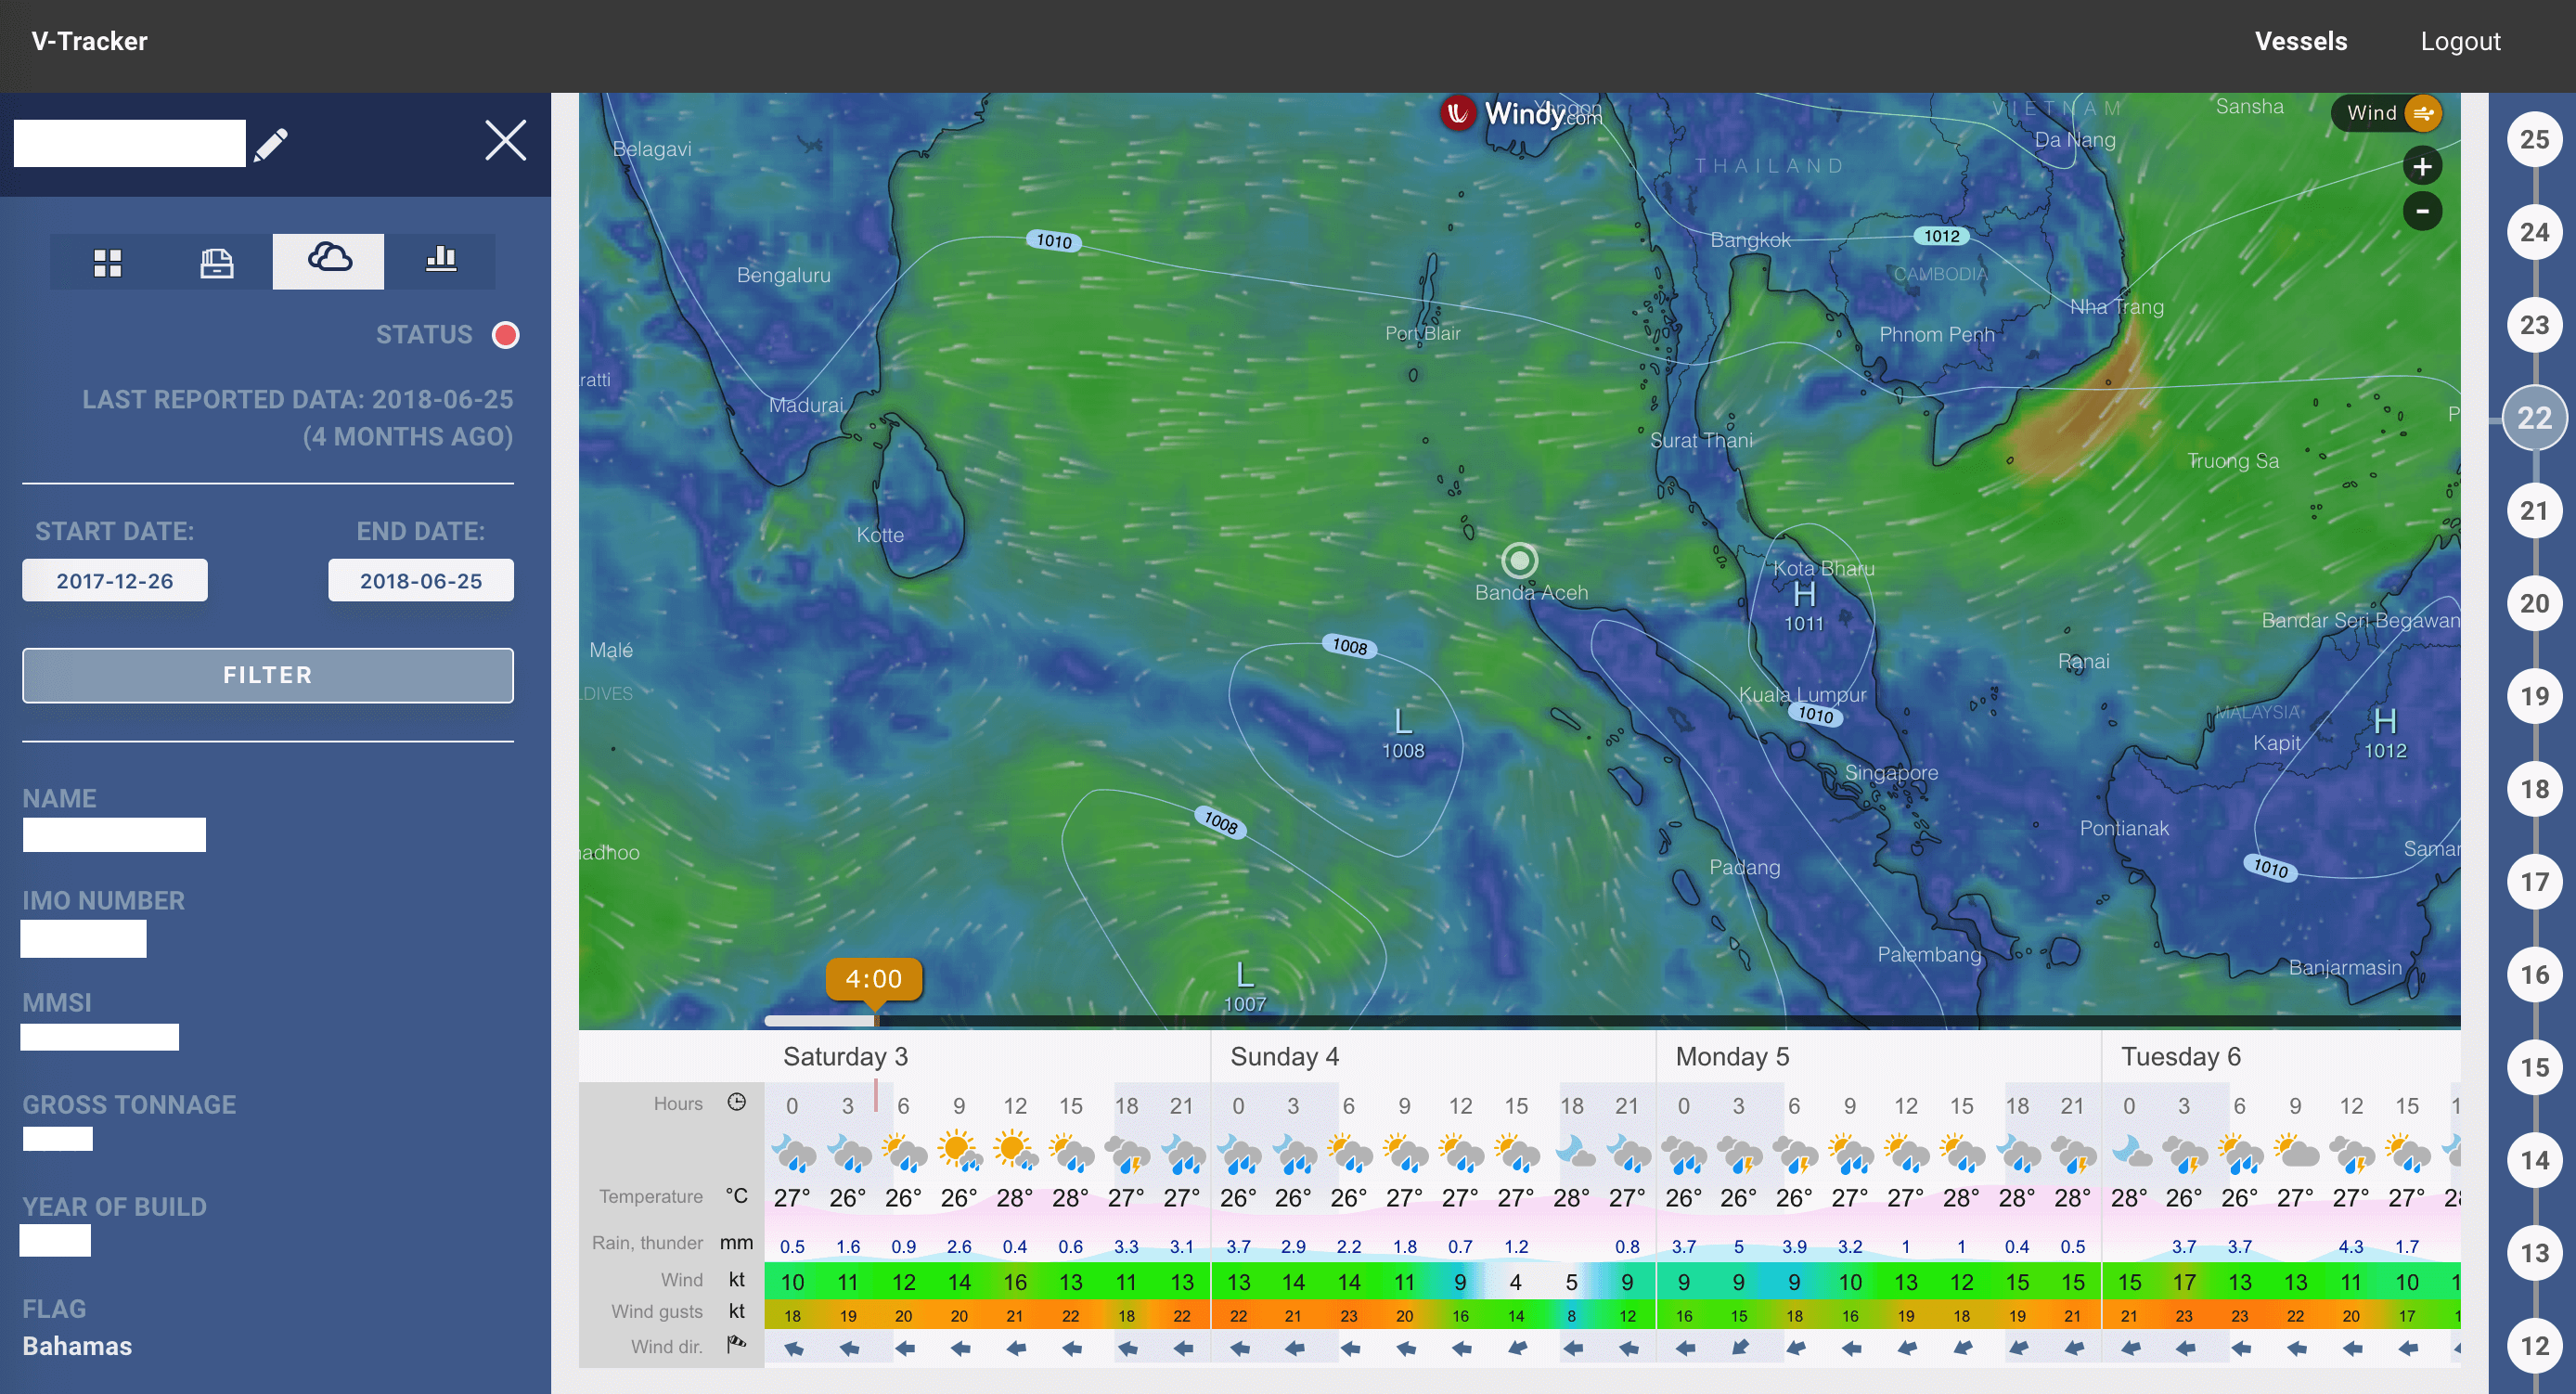 V-Tracker
Vessels
Logout
STATUS
LAST REPORTED DATA: 2018-06-25
(4 MONTHS AGO)
START DATE:
END DATE:
2017-12-26
2018-06-25
FILTER
NAME
IMO NUMBER
MMSI
GROSS TONNAGE
YEAR OF BUILD
FLAG
Bahamas
Windy.com
Wind
+
-
Yangon
VIETNAM
Sansha
Da Nang
Belagavi
THAILAND
1010
Bangkok
1012
Bengaluru
CAMBODIA
Nha Trang
Port Blair
Phnom Penh
ratti
Madurai
P
Surat Thani
Truong Sa
Kotte
Kota Bharu
H
1011
Banda Aceh
Bandar Seri Begawan
Malé
1008
Ranai
LDIVES
Kuala Lumpur
1010
MALAYSIA
L
1008
Kapit
H
1012
Singapore
1008
Pontianak
nadhoo
Padang
Samar
1010
Palembang
Banjarmasin
L
1007
4:00
Saturday 3
Sunday 4
Monday 5
Tuesday 6
Hours 0 3 6 9 12 15 18 21 0 3 6 9 12 15 18 21 0 3 6 9 12 15 18 21 0 3 6 9 12 15 1
Temperature °C 27° 26° 26° 26° 28° 28° 27° 27° 26° 26° 26° 27° 27° 27° 28° 27° 26° 26° 26° 27° 27° 28° 28° 28° 28° 26° 26° 27° 27° 27° 28
Rain, thunder mm 0.5 1.6 0.9 2.6 0.4 0.6 3.3 3.1 3.7 2.9 2.2 1.8 0.7 1.2 0.8 3.7 5 3.9 3.2 1 1 0.4 0.5 3.7 3.7 4.3 1.7
Wind kt 10 11 12 14 16 13 11 13 13 14 14 11 9 4 5 9 9 9 9 10 13 12 15 15 15 17 13 13 11 10 1
Wind gusts kt 18 19 20 20 21 22 18 22 22 21 23 20 16 14 8 12 16 15 18 16 19 18 19 21 21 23 23 22 20 17 1
Wind dir.
25
24
23
22
21
20
19
18
17
16
15
14
13
12